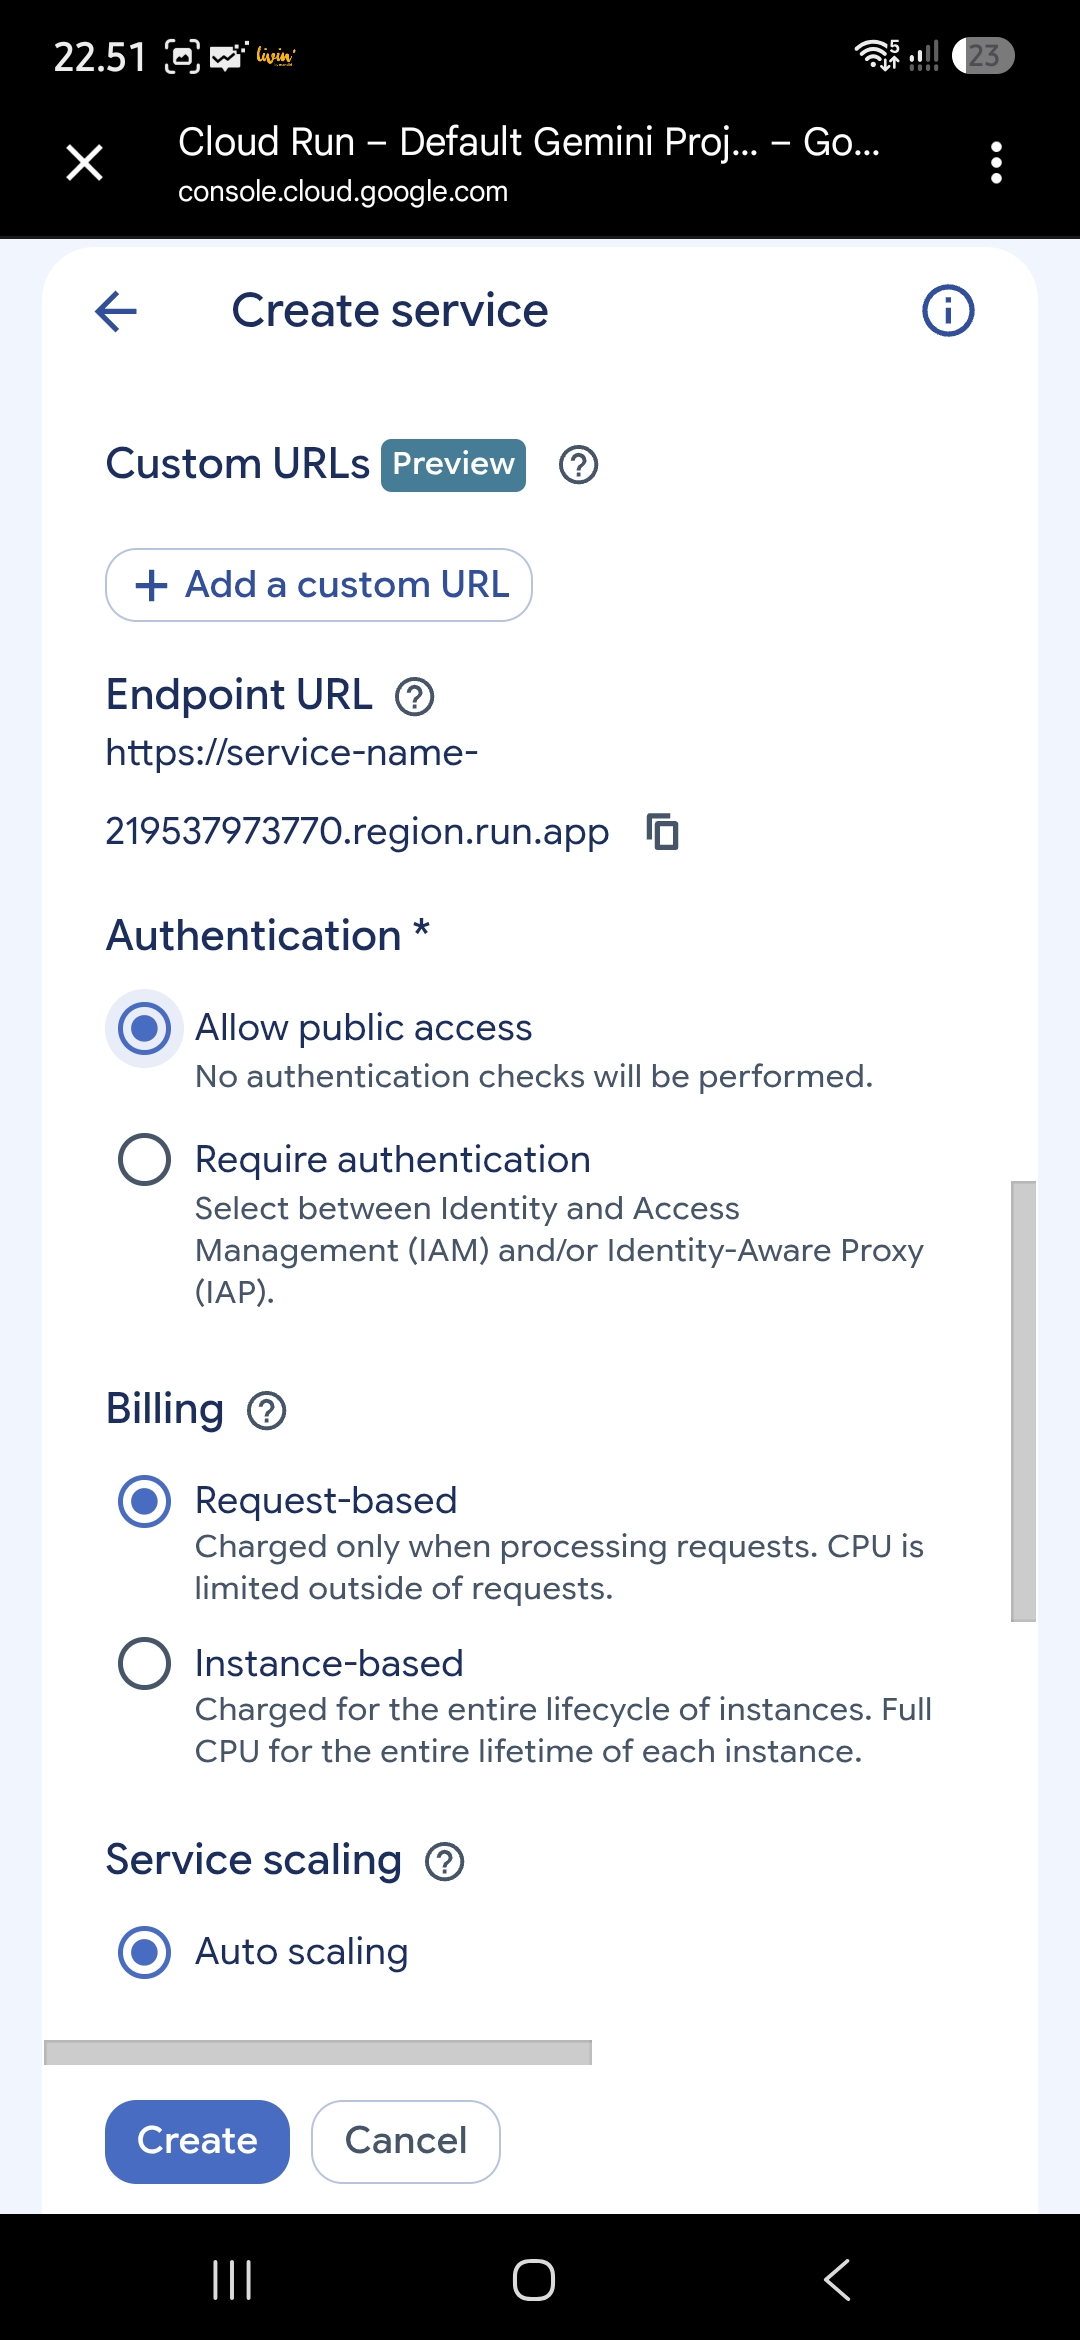 22.51 livin'
5 23
Cloud Run – Default Gemini Proj... – Go...
console.cloud.google.com
Create service
Custom URLs Preview
+ Add a custom URL
Endpoint URL
https://service-name-
219537973770.region.run.app
Authentication *
Allow public access
No authentication checks will be performed.
Require authentication
Select between Identity and Access
Management (IAM) and/or Identity-Aware Proxy
(IAP).
Billing
Request-based
Charged only when processing requests. CPU is
limited outside of requests.
Instance-based
Charged for the entire lifecycle of instances. Full
CPU for the entire lifetime of each instance.
Service scaling
Auto scaling
Create Cancel